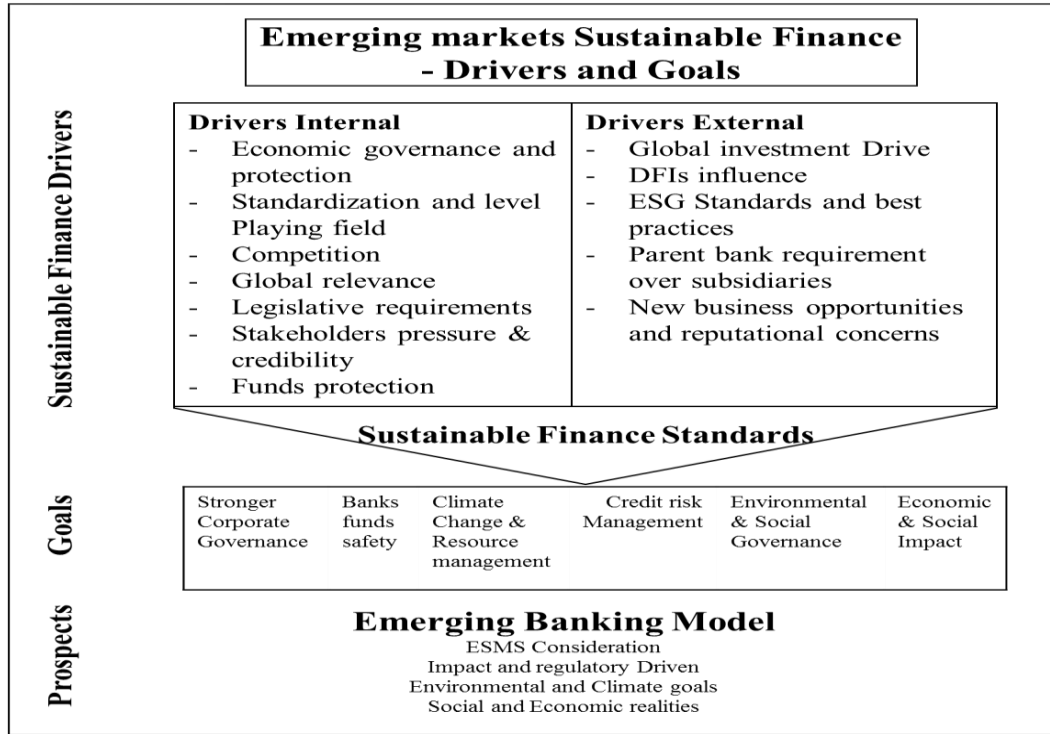 Emerging markets Sustainable Finance
- Drivers and Goals
Sustainable Finance Drivers
Drivers Internal
- Economic governance and
protection
- Standardization and level
Playing field
- Competition
- Global relevance
- Legislative requirements
- Stakeholders pressure &
credibility
- Funds protection
Drivers External
- Global investment Drive
- DFIs influence
- ESG Standards and best
practices
- Parent bank requirement
over subsidiaries
- New business opportunities
and reputational concerns
Sustainable Finance Standards
Goals
Stronger
Corporate
Governance
Banks
funds
safety
Climate
Change &
Resource
management
Credit risk
Management
Environmental
& Social
Governance
Economic
& Social
Impact
Prospects
Emerging Banking Model
ESMS Consideration
Impact and regulatory Driven
Environmental and Climate goals
Social and Economic realities